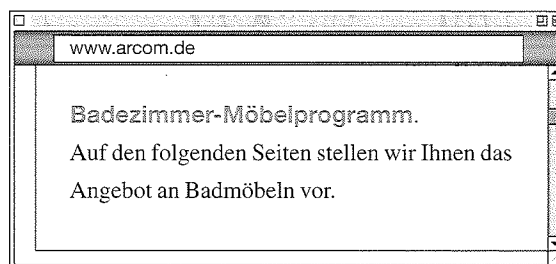 www.arcom.de
Badezimmer-Möbelprogramm.
Auf den folgenden Seiten stellen wir Ihnen das
Angebot an Badmöbeln vor.